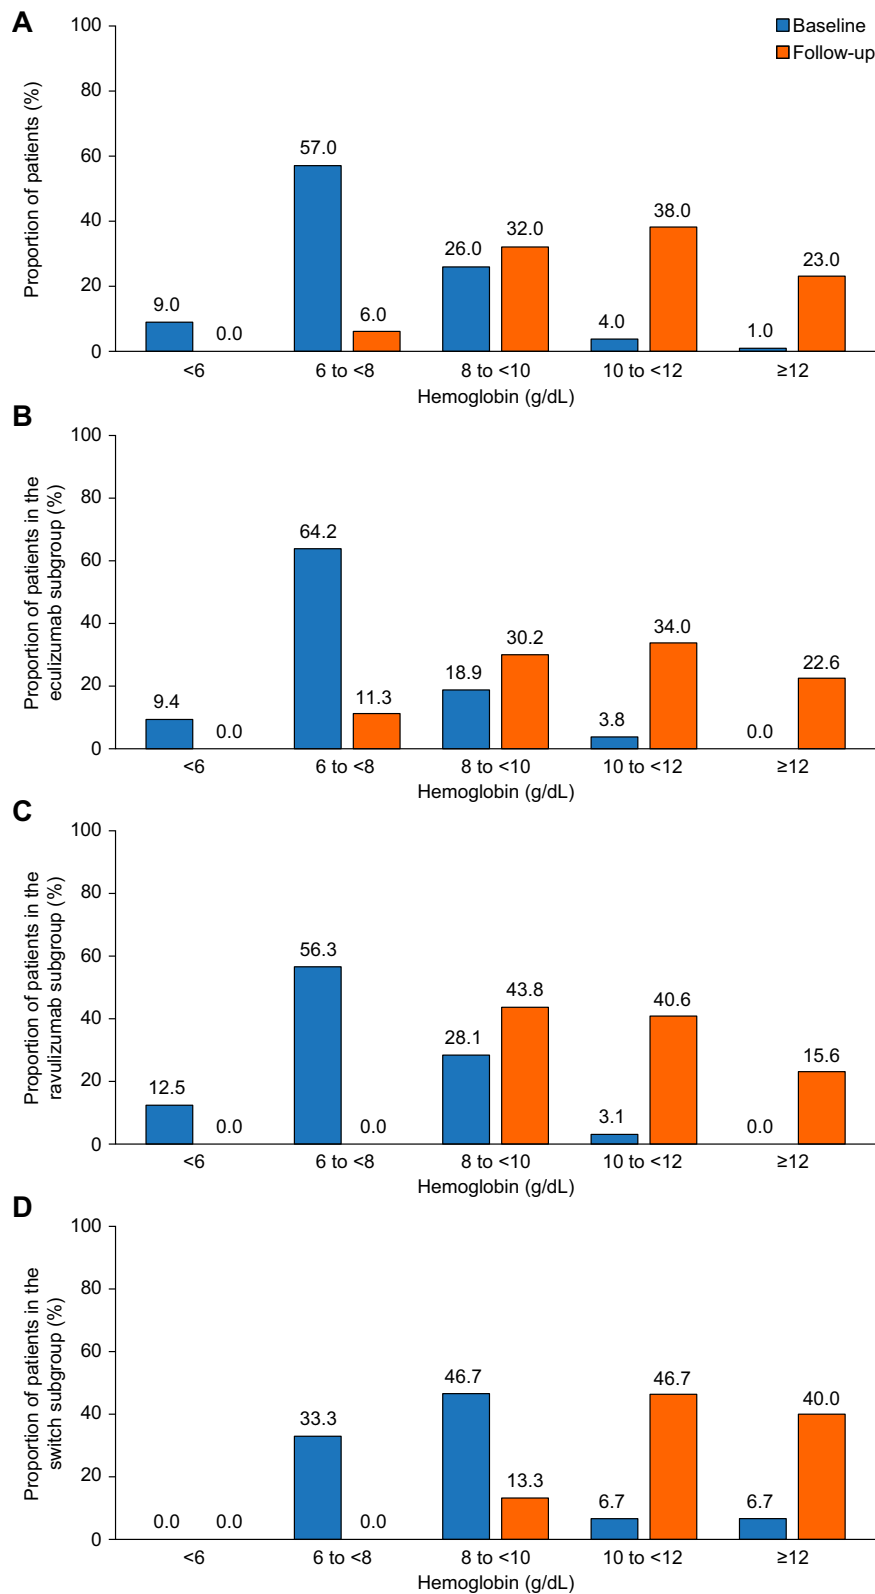 A
Baseline
Follow-up
Proportion of patients (%)
100
80
60
40
20
0
9.0
0.0
57.0
6.0
26.0
32.0
4.0
38.0
1.0
23.0
<6
6 to <8
8 to <10
10 to <12
≥12
Hemoglobin (g/dL)
B
Proportion of patients in the
eculizumab subgroup (%)
100
80
60
40
20
0
9.4
0.0
64.2
11.3
18.9
30.2
3.8
34.0
0.0
22.6
<6
6 to <8
8 to <10
10 to <12
≥12
Hemoglobin (g/dL)
C
Proportion of patients in the
ravulizumab subgroup (%)
100
80
60
40
20
0
12.5
0.0
56.3
0.0
28.1
43.8
3.1
40.6
0.0
15.6
<6
6 to <8
8 to <10
10 to <12
≥12
Hemoglobin (g/dL)
D
Proportion of patients in the
switch subgroup (%)
100
80
60
40
20
0
0.0
0.0
33.3
0.0
46.7
13.3
6.7
46.7
6.7
40.0
<6
6 to <8
8 to <10
10 to <12
≥12
Hemoglobin (g/dL)